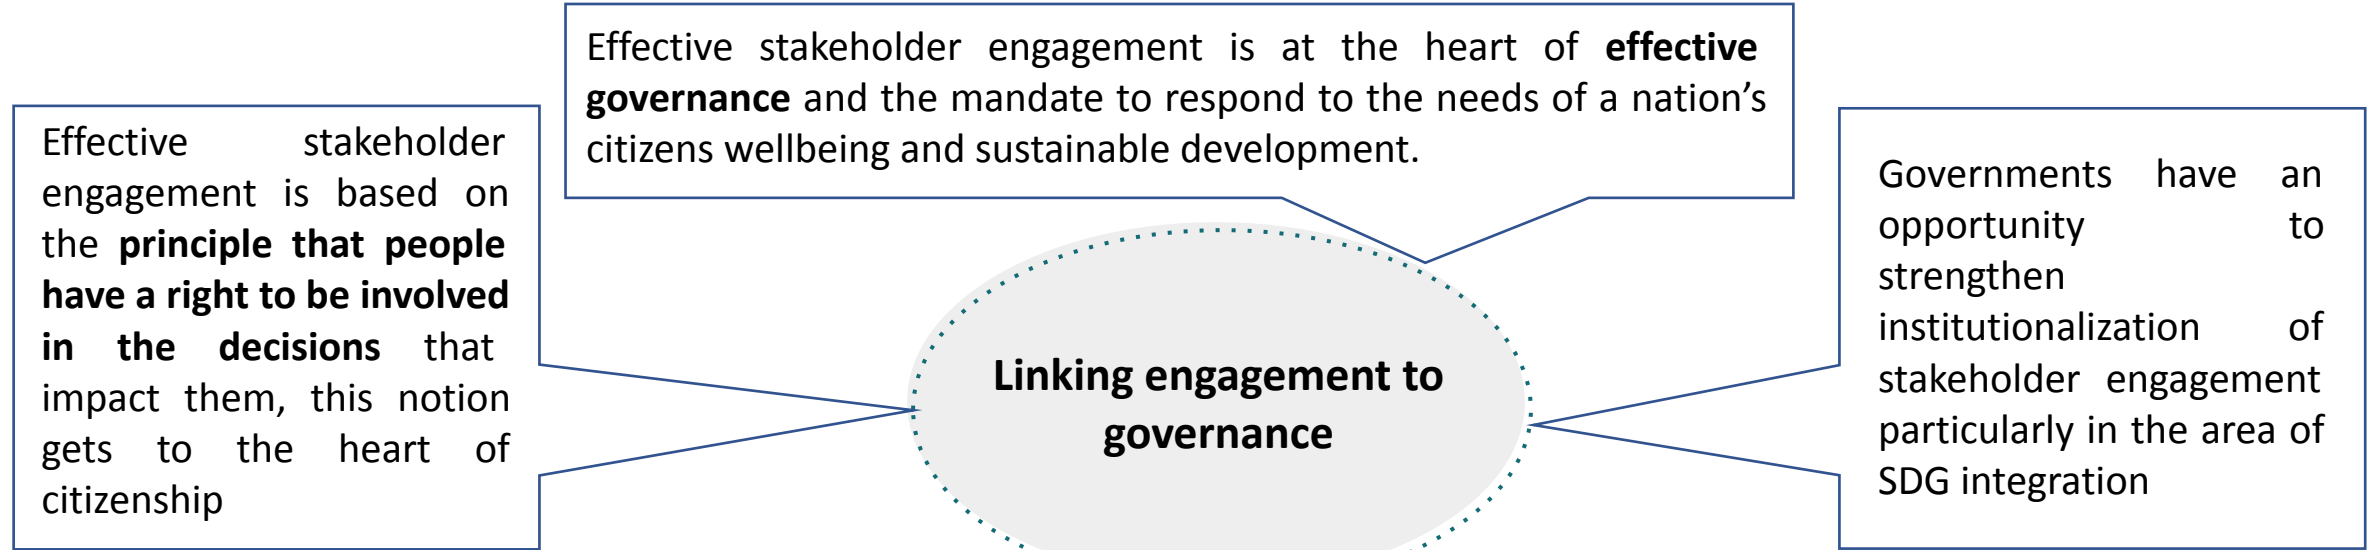 Effective stakeholder engagement is at the heart of effective
governance and the mandate to respond to the needs of a nation’s
citizens wellbeing and sustainable development.
Effective stakeholder
engagement is based on
the principle that people
have a right to be involved
in the decisions that
impact them, this notion
gets to the heart of
citizenship
Linking engagement to
governance
Governments have an
opportunity to
strengthen
institutionalization of
stakeholder engagement
particularly in the area of
SDG integration